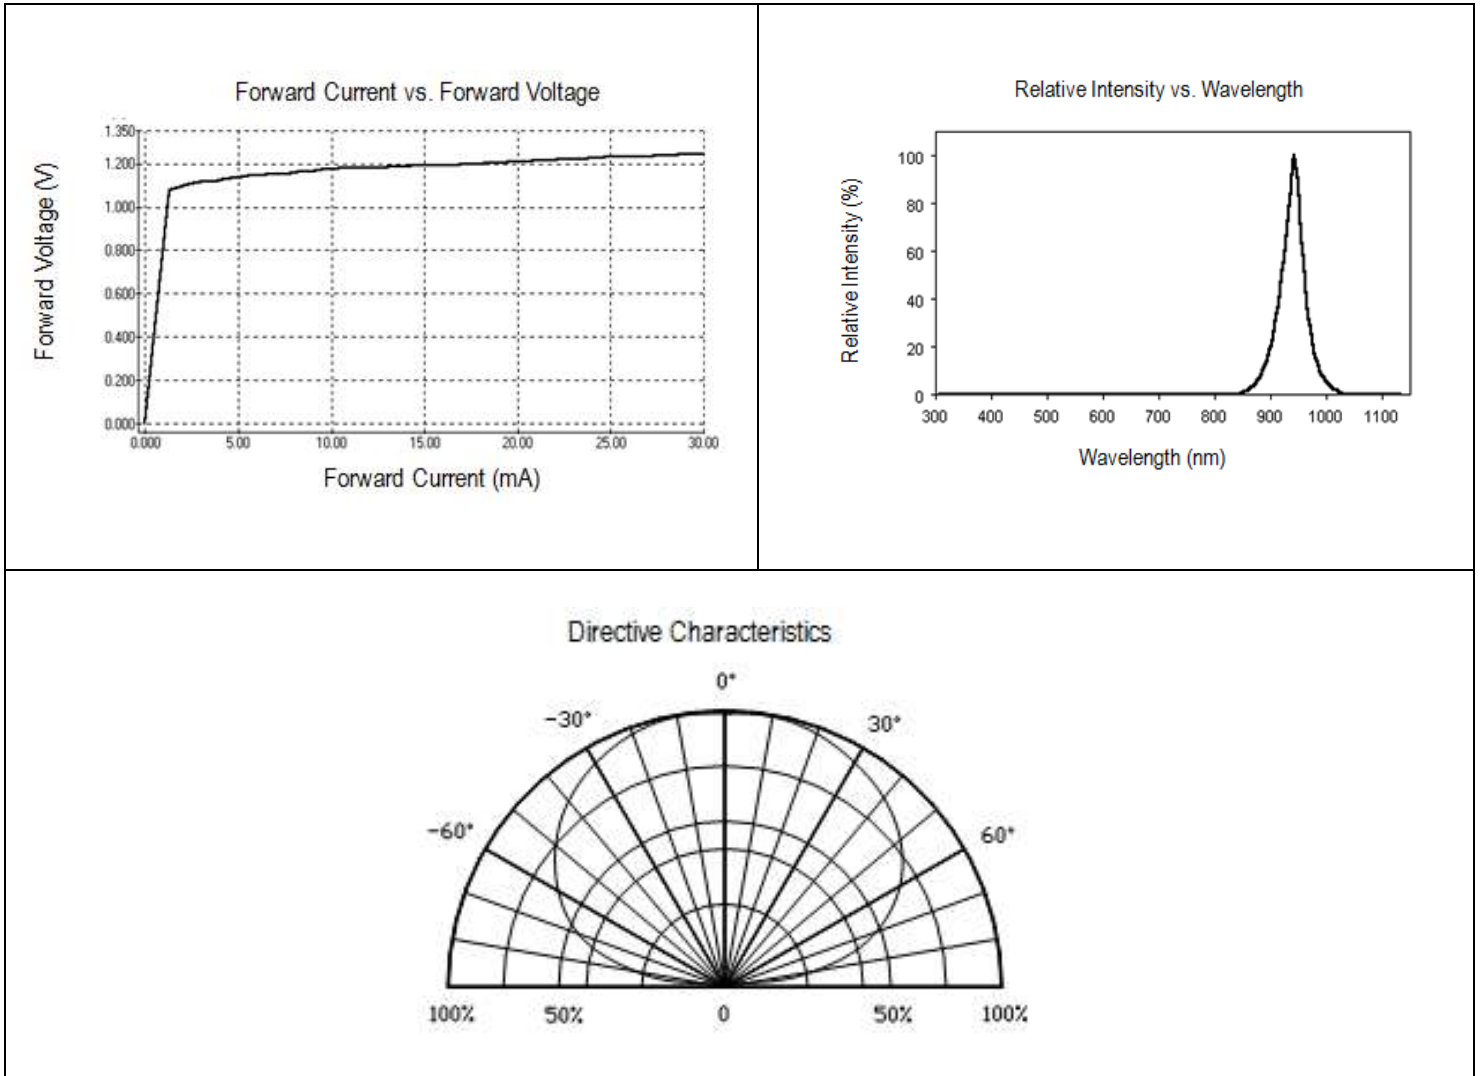 Forward Current vs. Forward Voltage
Forward Voltage (V)
1.350
1.200
1.000
0.800
0.600
0.400
0.200
0.000
0.000 5.00 10.00 15.00 20.00 25.00 30.00
Forward Current (mA)
Relative Intensity vs. Wavelength
Relative Intensity (%)
100
80
60
40
20
0
300 400 500 600 700 800 900 1000 1100
Wavelength (nm)
Directive Characteristics
0°
-30° 30°
-60° 60°
100% 50% 0 50% 100%